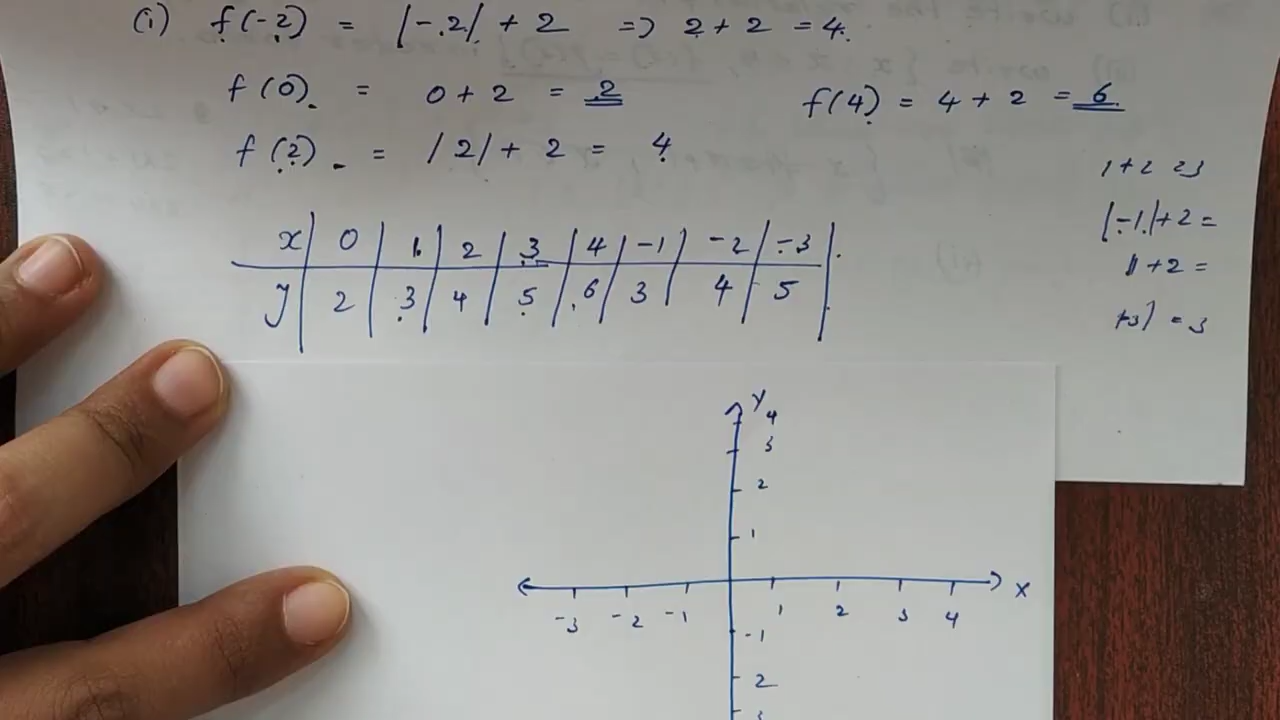 (i) f(-2) = |-2| + 2 => 2 + 2 = 4.
f(0) = 0 + 2 = 2
f(4) = 4 + 2 = 6
f(2) = |2| + 2 = 4
1 + 2 = 3
|-1| + 2 =
1 + 2 =
x 0 1 2 3 4 -1 -2 -3
y 2 3 4 5 6 3 4 5
= 3
Y
4
3
2
1
X
-3 -2 -1 1 2 3 4
-1
2
3